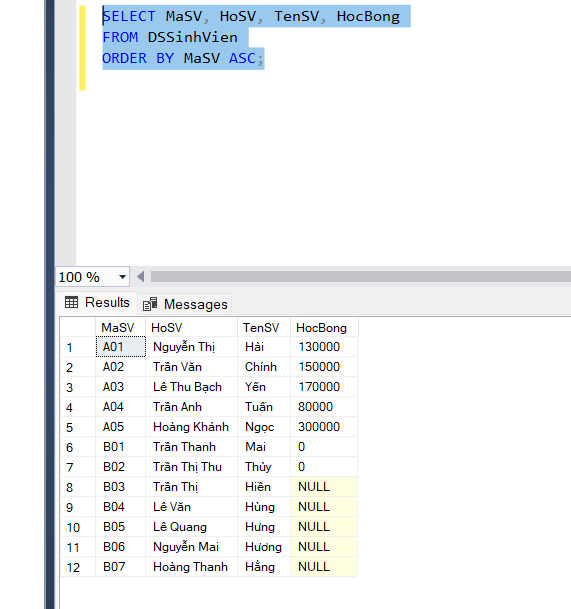 SELECT MaSV, HoSV, TenSV, HocBong
FROM DSSinhVien
ORDER BY MaSV ASC;
100 %
Results Messages
MaSV HoSV TenSV HocBong
1 A01 Nguyễn Thị Hải 130000
2 A02 Trần Văn Chính 150000
3 A03 Lê Thu Bạch Yến 170000
4 A04 Trần Anh Tuấn 80000
5 A05 Hoàng Khánh Ngọc 300000
6 B01 Trần Thanh Mai 0
7 B02 Trần Thị Thu Thủy 0
8 B03 Trần Thị Hiền NULL
9 B04 Lê Văn Hùng NULL
10 B05 Lê Quang Hưng NULL
11 B06 Nguyễn Mai Hương NULL
12 B07 Hoàng Thanh Hằng NULL